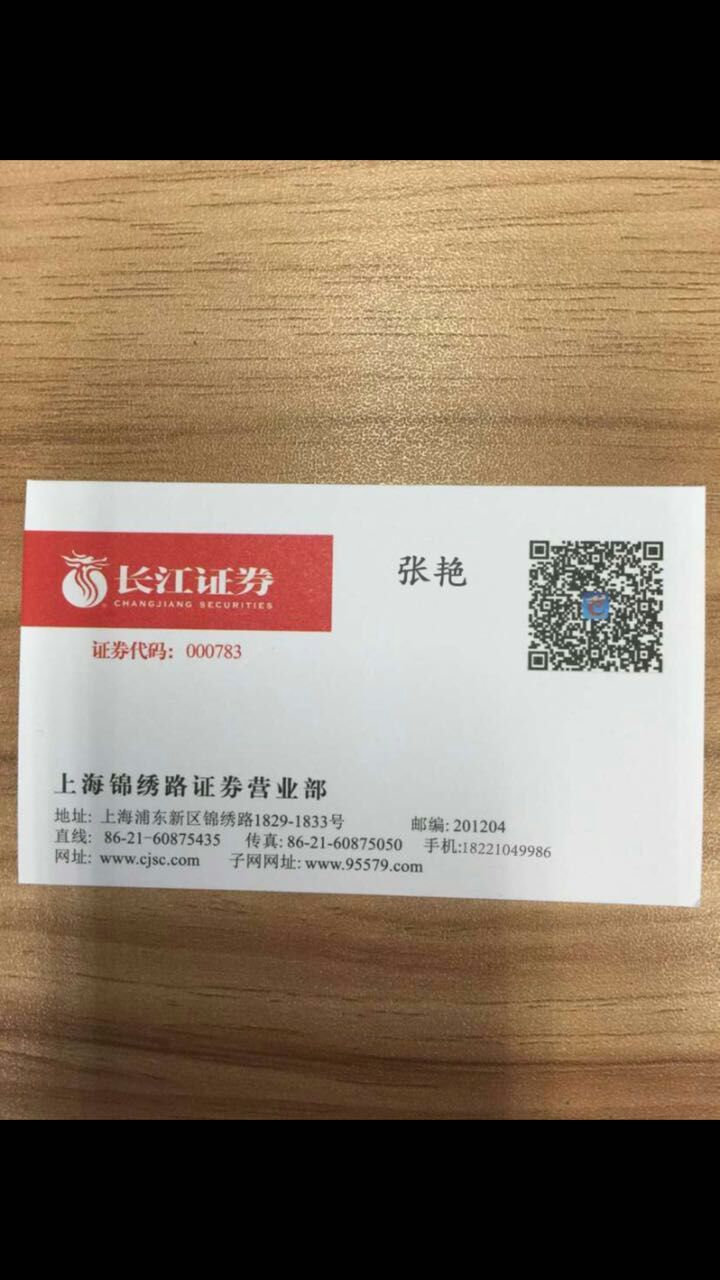 长江证券
CHANGJIANG SECURITIES
证券代码：000783
张艳
上海锦绣路证券营业部
地址: 上海浦东新区锦绣路1829-1833号 邮编: 201204
直线: 86-21-60875435 传真: 86-21-60875050 手机:18221049986
网址: www.cjsc.com 子网网址: www.95579.com